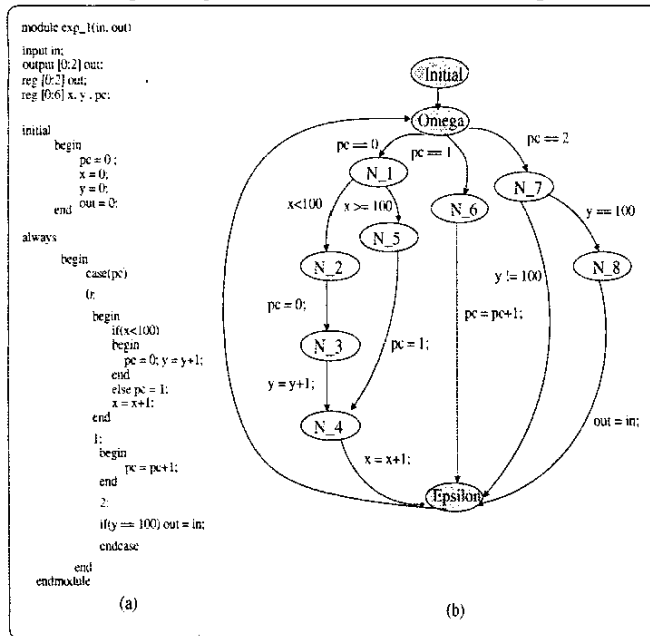 module exp_1(in, out)
input in;
output [0:2] out;
reg [0:2] out;
reg [0:6] x, y, pc;
initial
begin
pc = 0 ;
x = 0;
y = 0;
out = 0;
end
always
begin
case(pc)
0:
begin
if(x<100)
begin
pc = 0; y = y+1;
end
else pc = 1;
x = x+1;
end
1:
begin
pc = pc+1;
end
2:
if(y == 100) out = in;
endcase
end
endmodule
(a)
Initial
Omega
pc == 0
pc == 1
pc == 2
N_1
N_6
N_7
x<100
x >= 100
y == 100
N_5
N_2
N_8
y != 100
pc = 0;
pc = pc+1;
N_3
pc = 1;
y = y+1;
N_4
out = in;
x = x+1;
Epsilon
(b)